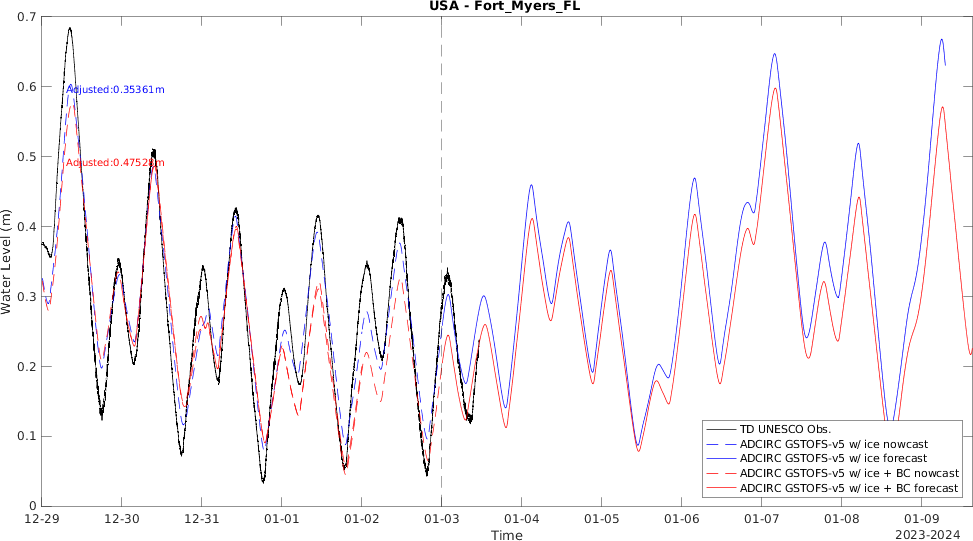 USA - Fort_Myers_FL
0.7
0.6
0.5
0.4
0.3
0.2
0.1
0
Water Level (m)
Adjusted:0.35361m
Adjusted:0.4752 m
TD UNESCO Obs.
ADCIRC GSTOFS-v5 w/ ice nowcast
ADCIRC GSTOFS-v5 w/ ice forecast
ADCIRC GSTOFS-v5 w/ ice + BC nowcast
ADCIRC GSTOFS-v5 w/ ice + BC forecast
12-29 12-30 12-31 01-01 01-02 01-03 01-04 01-05 01-06 01-07 01-08 01-09
Time
2023-2024